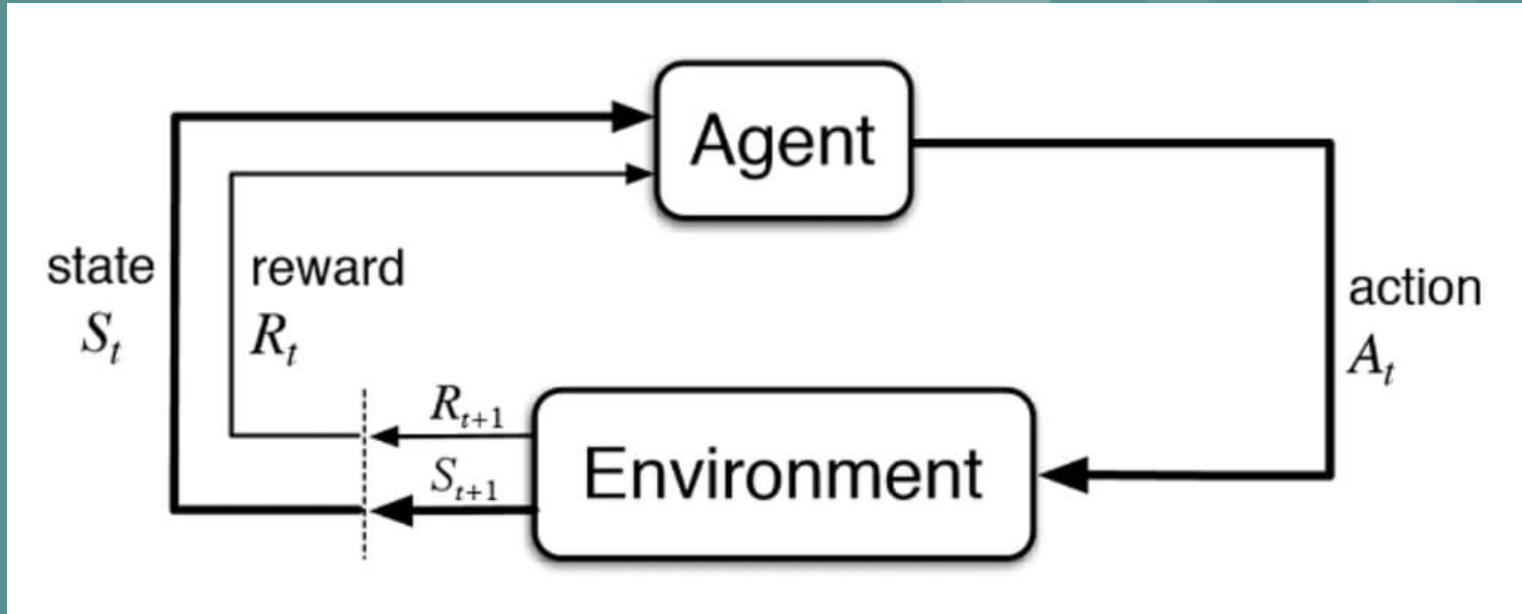 Agent
state
S_t
reward
R_t
action
A_t
R_{t+1}
S_{t+1}
Environment